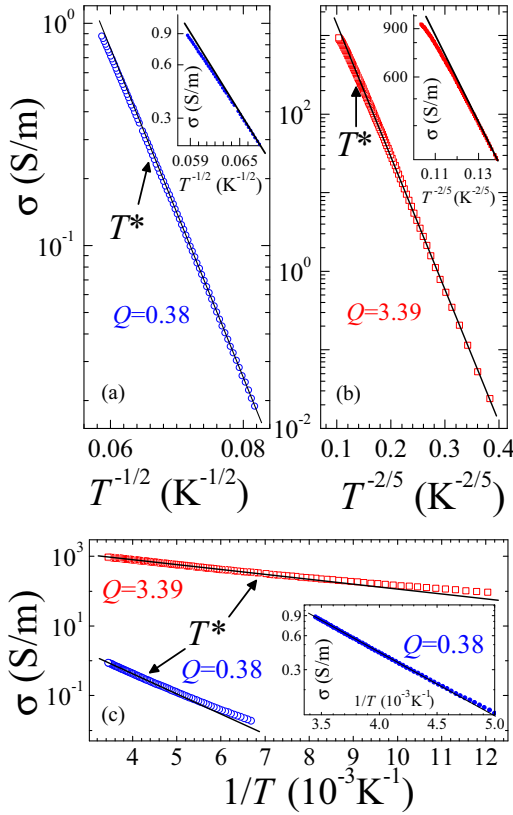 σ (S/m)
10⁰
10⁻¹
0.9
0.6
0.3
σ (S/m)
0.059
0.065
T⁻¹/² (K⁻¹/²)
T*
Q=0.38
(a)
0.06
0.08
T⁻¹/² (K⁻¹/²)
10²
10⁰
10⁻²
900
600
σ (S/m)
0.11
0.13
T⁻²/⁵ (K⁻²/⁵)
T*
Q=3.39
(b)
0.1
0.2
0.3
0.4
T⁻²/⁵ (K⁻²/⁵)
σ (S/m)
10³
10¹
10⁻¹
Q=3.39
T*
Q=0.38
(c)
0.9
0.6
0.3
σ (S/m)
Q=0.38
1/T (10⁻³K⁻¹)
3.5
4.0
4.5
5.0
4
5
6
7
8
9
10
11
12
1/T (10⁻³K⁻¹)